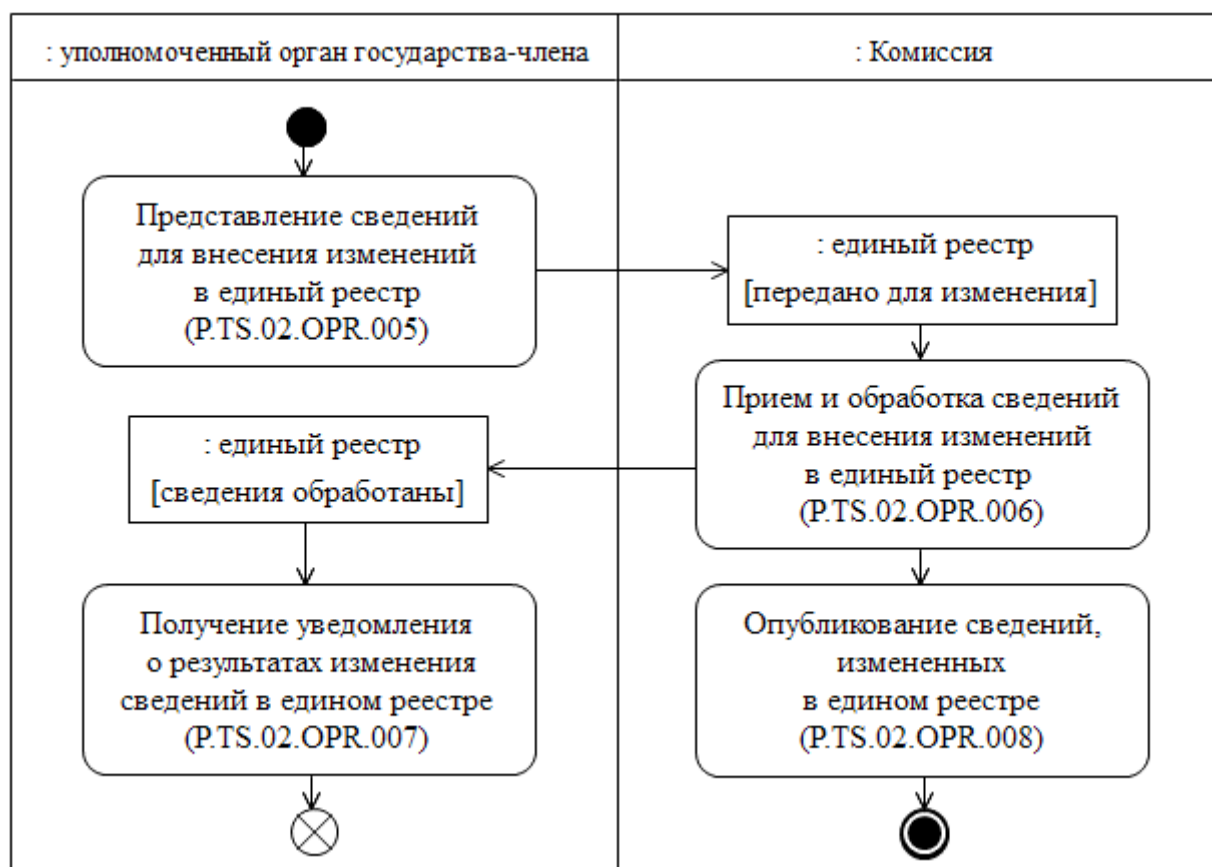 : уполномоченный орган государства-члена
: Комиссия
Представление сведений
для внесения изменений
в единый реестр
(P.TS.02.OPR.005)
: единый реестр
[передано для изменения]
Прием и обработка сведений
для внесения изменений
в единый реестр
(P.TS.02.OPR.006)
: единый реестр
[сведения обработаны]
Получение уведомления
о результатах изменения
сведений в едином реестре
(P.TS.02.OPR.007)
Опубликование сведений,
измененных
в едином реестре
(P.TS.02.OPR.008)